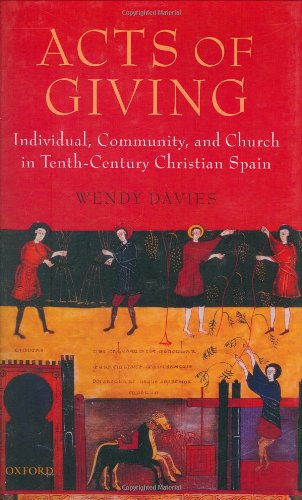 ACTS OF
GIVING
Individual, Community, and Church
in Tenth-Century Christian Spain
WENDY DAVIES
OXFORD